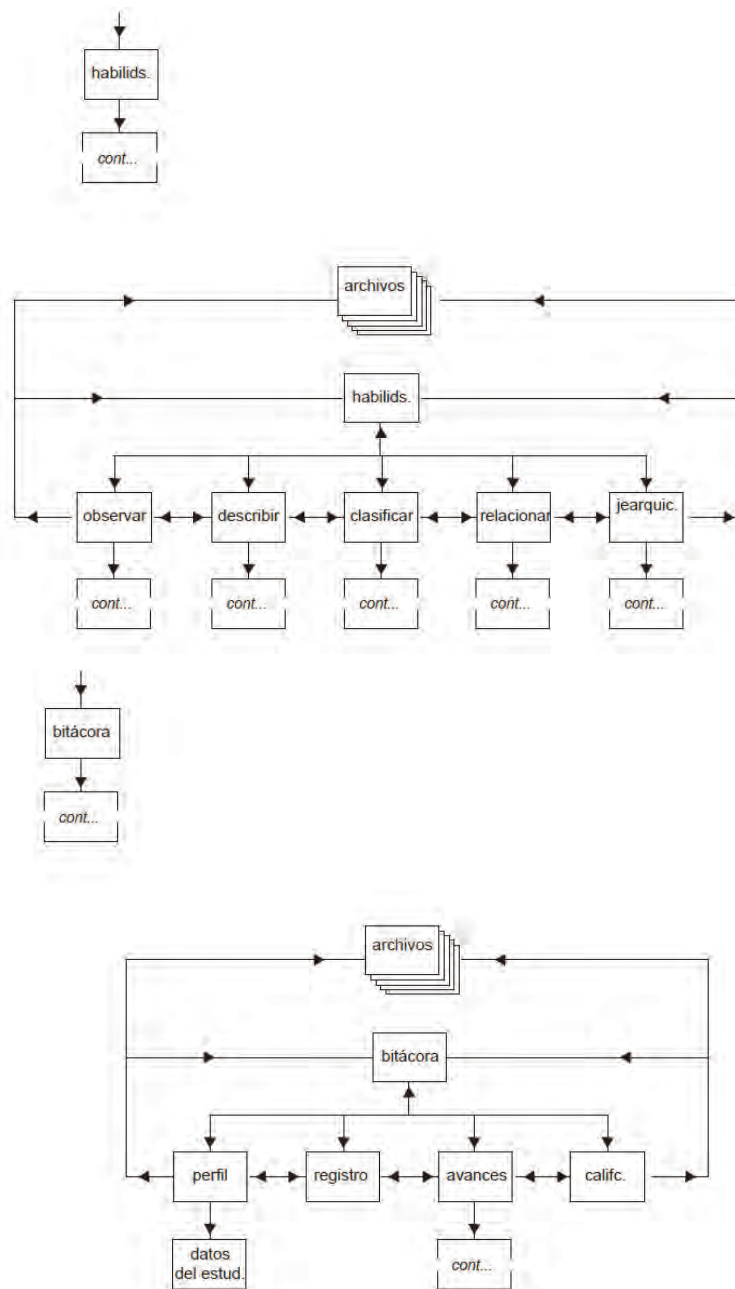 habilids.
cont...
archivos
habilids.
observar
describir
clasificar
relacionar
jearquic.
cont...
cont...
cont...
cont...
cont...
bitácora
cont...
archivos
bitácora
perfil
registro
avances
califc.
datos
del estud.
cont...